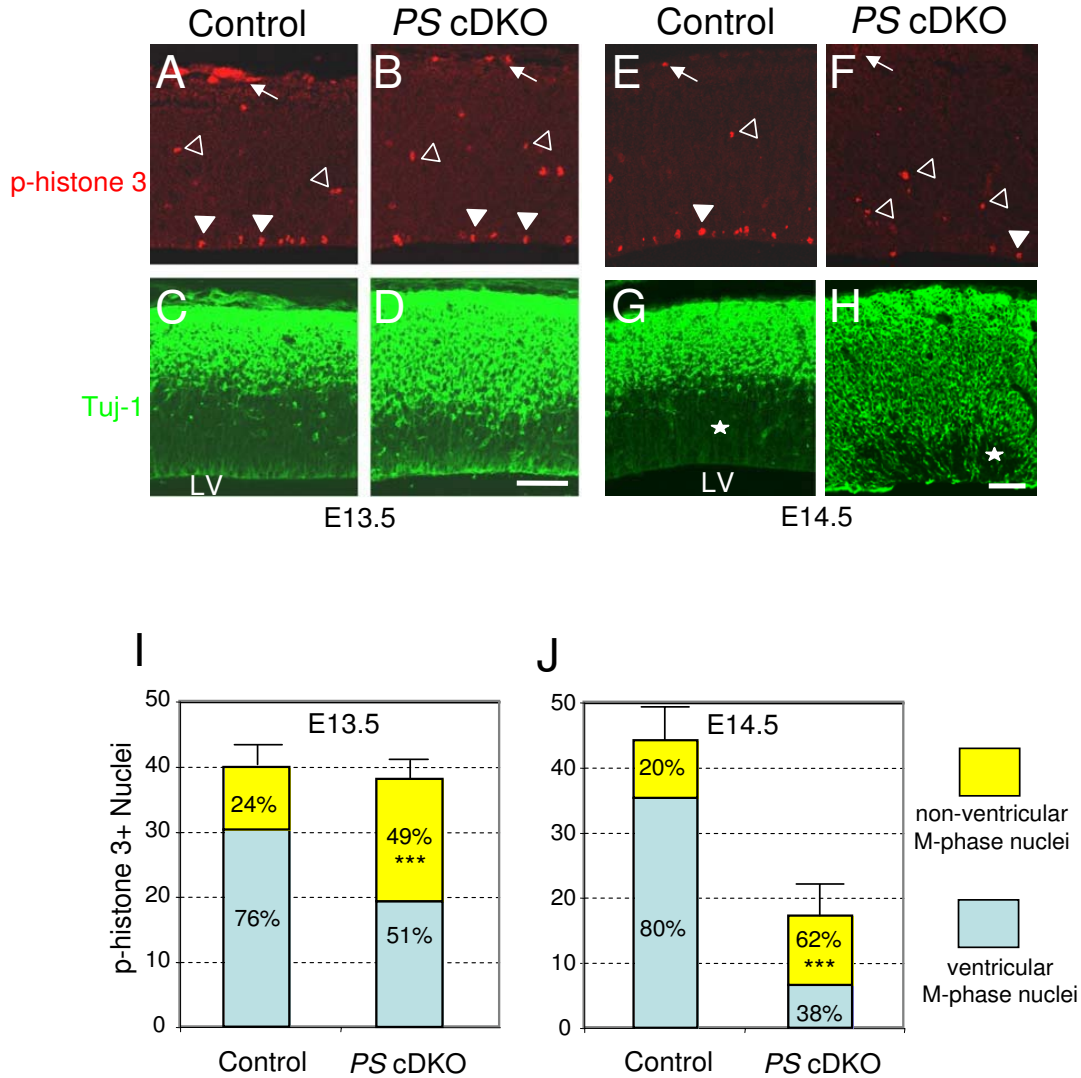 Control PS cDKO Control PS cDKO
A B E F
p-histone 3
C D G H
Tuj-1
LV LV
E13.5 E14.5
I J
50 50
E13.5 E14.5
40 40
24% 20%
30 30
49%
***
20 20
76% 51% 80% 62%
***
10 10
38%
0 0
p-histone 3+ Nuclei
Control PS cDKO Control PS cDKO
non-ventricular
M-phase nuclei
ventricular
M-phase nuclei